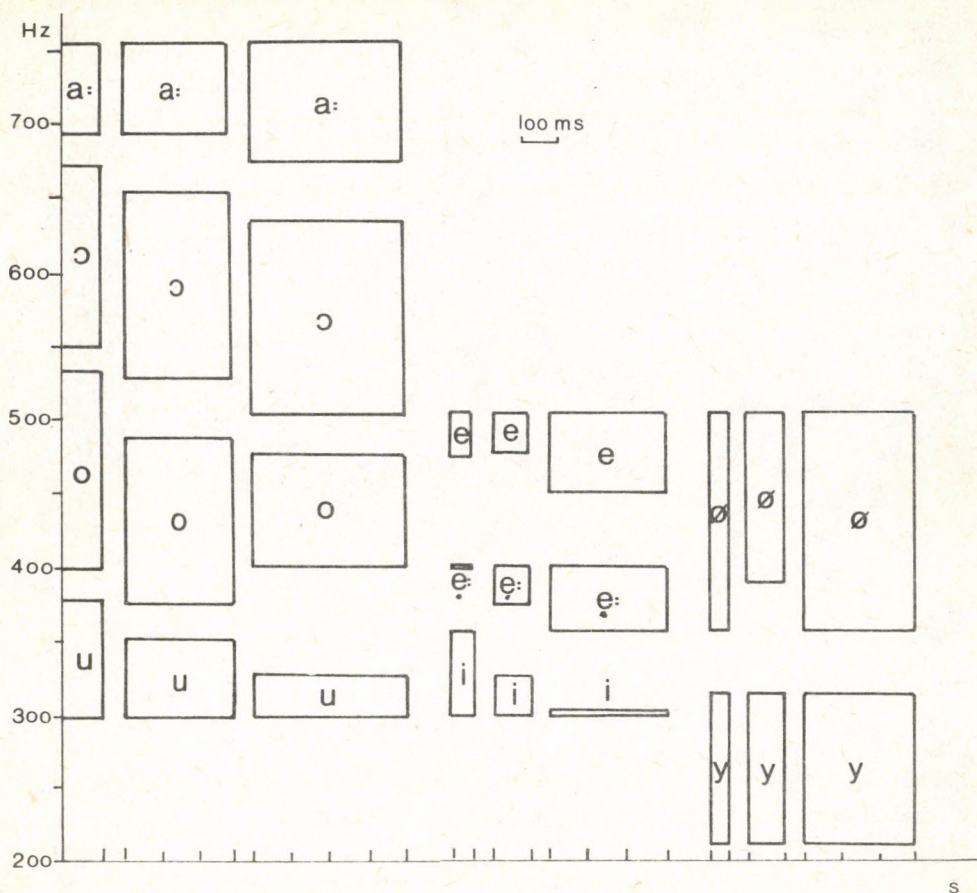 Hz
a: a: a:
700
100 ms
ɔ ɔ ɔ
600
500
e e e
o o o
ø ø ø
400
ẹ: ẹ: ẹ:
u u u
i i i
300
y y y
200
s